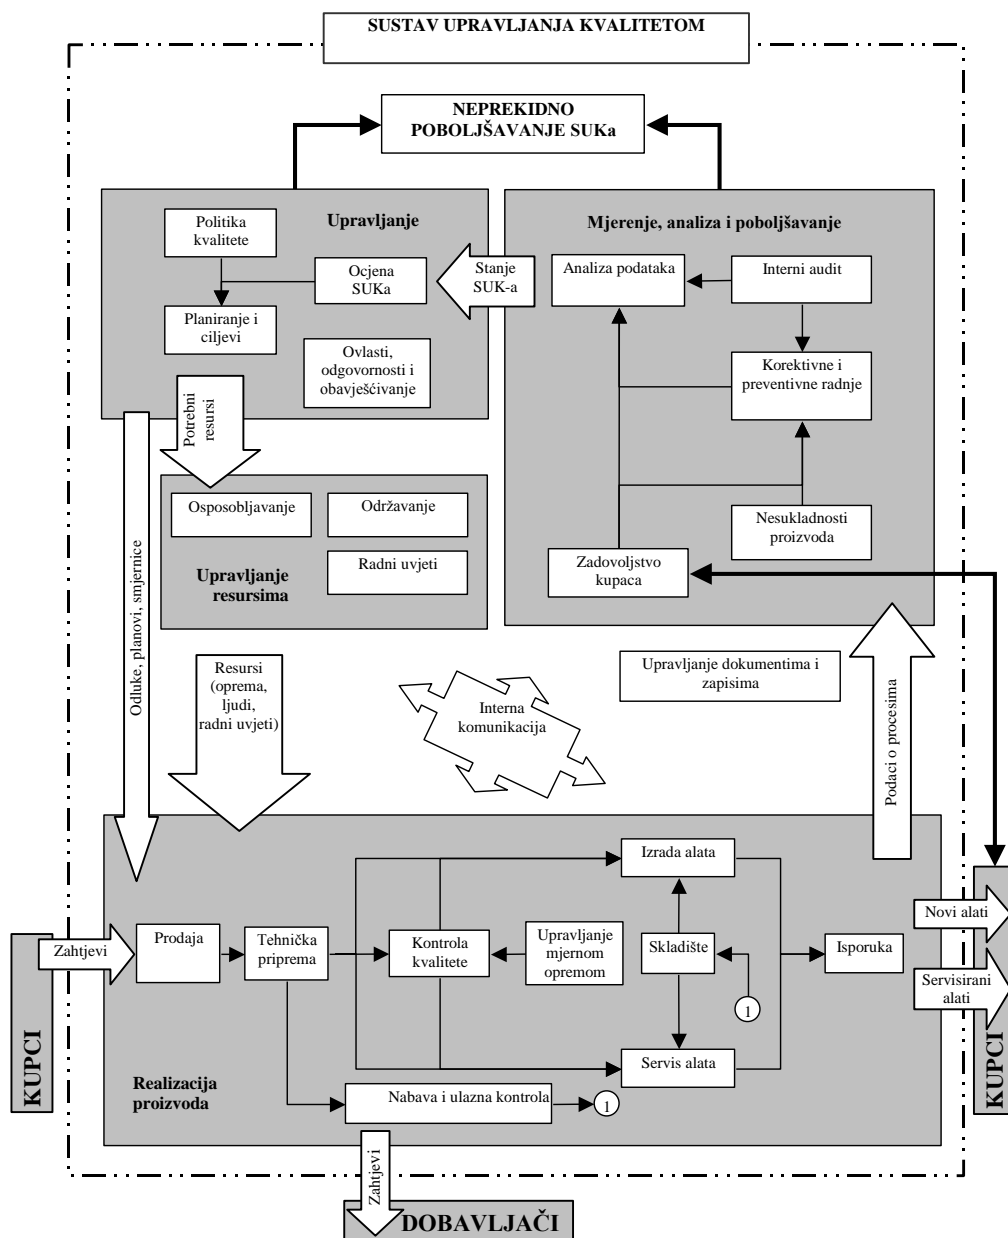 SUSTAV UPRAVLJANJA KVALITETOM
NEPREKIDNO
POBOLJŠAVANJE SUKa
Upravljanje
Politika
kvalitete
Ocjena
SUKa
Planiranje i
ciljevi
Ovlasti,
odgovornosti i
obavješćivanje
Stanje
SUK-a
Mjerenje, analiza i poboljšavanje
Analiza podataka
Interni audit
Korektivne i
preventivne radnje
Nesukladnosti
proizvoda
Zadovoljstvo
kupaca
Potrebni
resursi
Osposobljavanje
Održavanje
Radni uvjeti
Upravljanje
resursima
Odluke, planovi, smjernice
Resursi
(oprema,
ljudi,
radni uvjeti)
Interna
komunikacija
Upravljanje dokumentima i
zapisima
Podaci o procesima
KUPCI
Zahtjevi
Prodaja
Tehnička
priprema
Kontrola
kvalitete
Upravljanje
mjernom
opremom
Izrada alata
Skladište
1
Servis alata
Isporuka
Novi alati
Servisirani
alati
KUPCI
Realizacija
proizvoda
Nabava i ulazna kontrola
1
Zahtjevi
DOBAVLJAČI